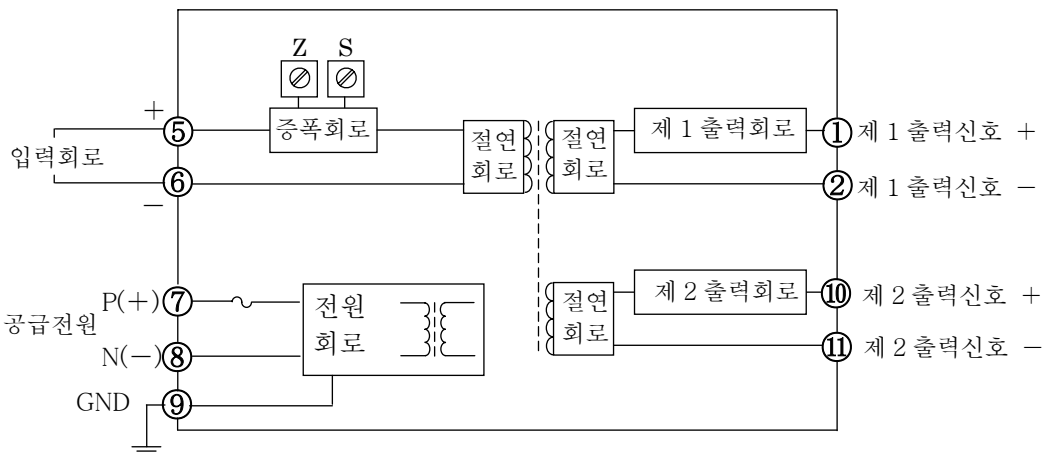 Z S
+
⑤
증폭회로
절연
회로
절연
회로
제 1 출력회로
① 제 1 출력신호 +
입력회로
⑥
−
② 제 1 출력신호 −
P(+) ⑦
공급전원
N(−) ⑧
전원
회로
절연
회로
제 2 출력회로
⑩ 제 2 출력신호 +
⑪ 제 2 출력신호 −
GND ⑨